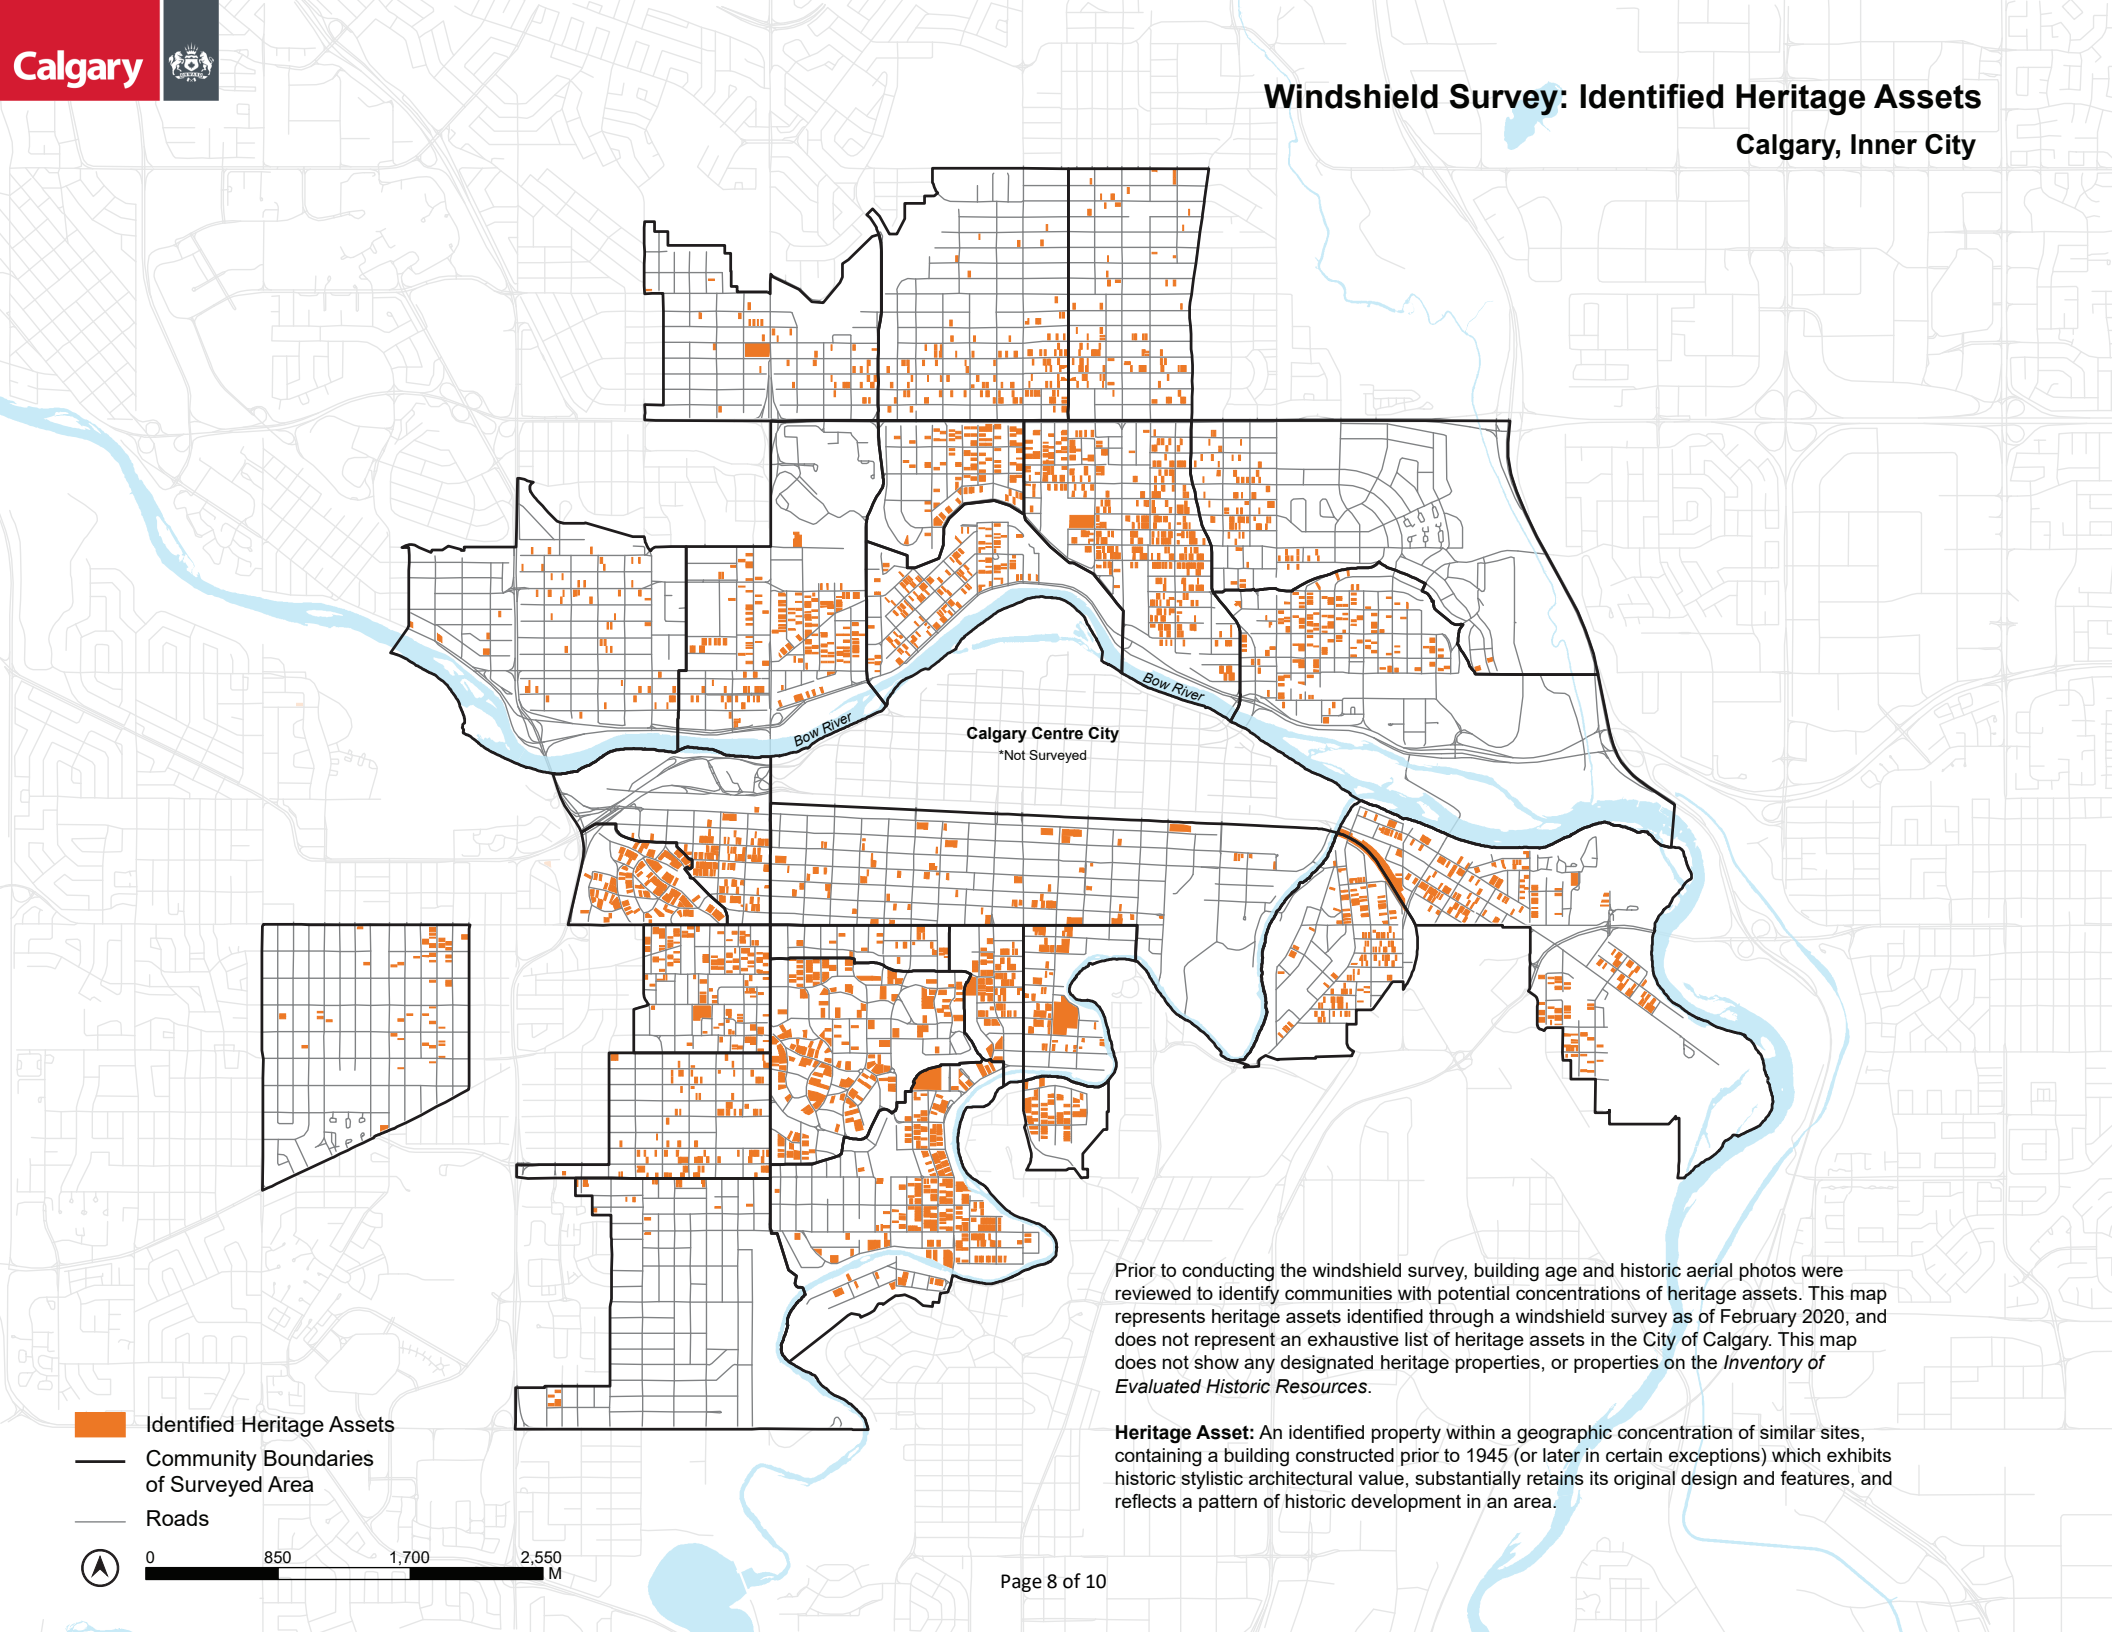 Calgary
Windshield Survey: Identified Heritage Assets
Calgary, Inner City
Bow River
Bow River
Calgary Centre City
*Not Surveyed
Prior to conducting the windshield survey, building age and historic aerial photos were
reviewed to identify communities with potential concentrations of heritage assets. This map
represents heritage assets identified through a windshield survey as of February 2020, and
does not represent an exhaustive list of heritage assets in the City of Calgary. This map
does not show any designated heritage properties, or properties on the Inventory of
Evaluated Historic Resources.
Heritage Asset: An identified property within a geographic concentration of similar sites,
containing a building constructed prior to 1945 (or later in certain exceptions) which exhibits
historic stylistic architectural value, substantially retains its original design and features, and
reflects a pattern of historic development in an area.
Identified Heritage Assets
Community Boundaries
of Surveyed Area
Roads
0 850 1,700 2,550
M
Page 8 of 10